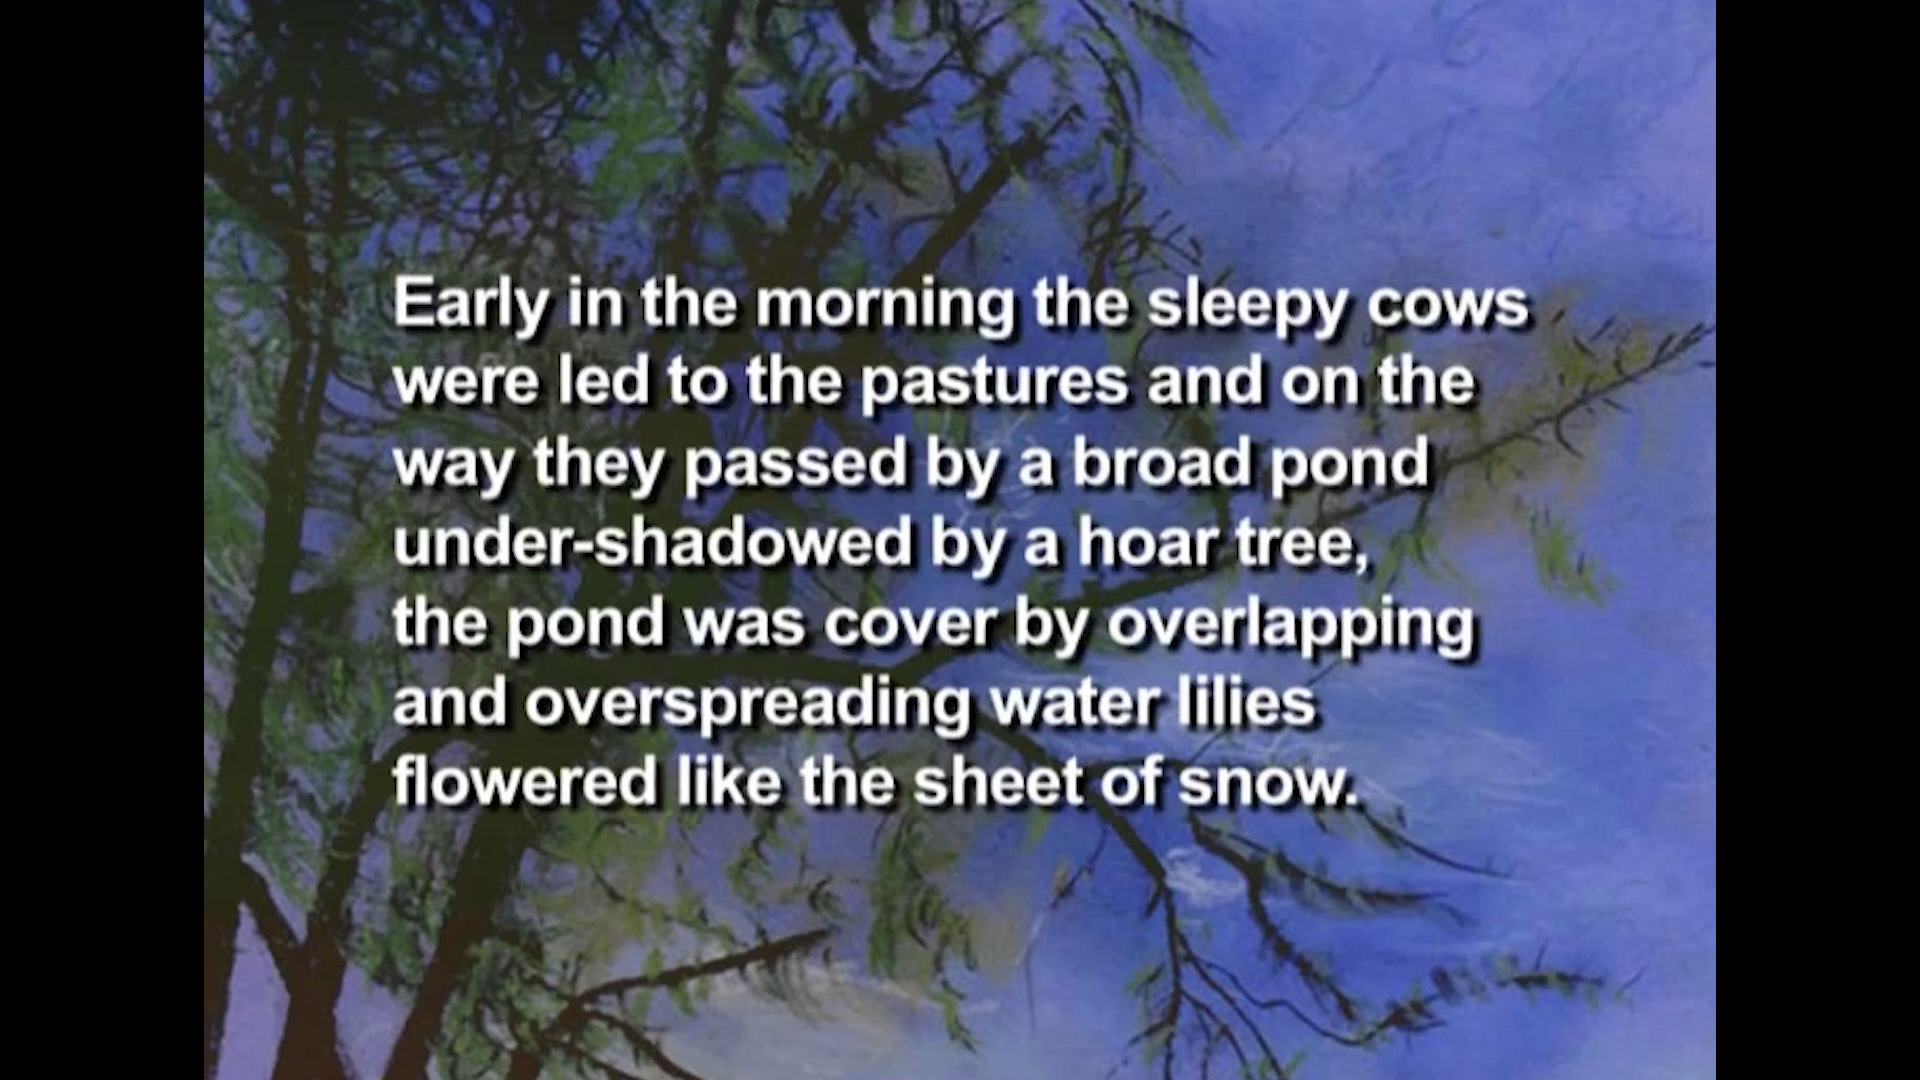 Early in the morning the sleepy cows
were led to the pastures and on the
way they passed by a broad pond
under-shadowed by a hoar tree,
the pond was cover by overlapping
and overspreading water lilies
flowered like the sheet of snow.